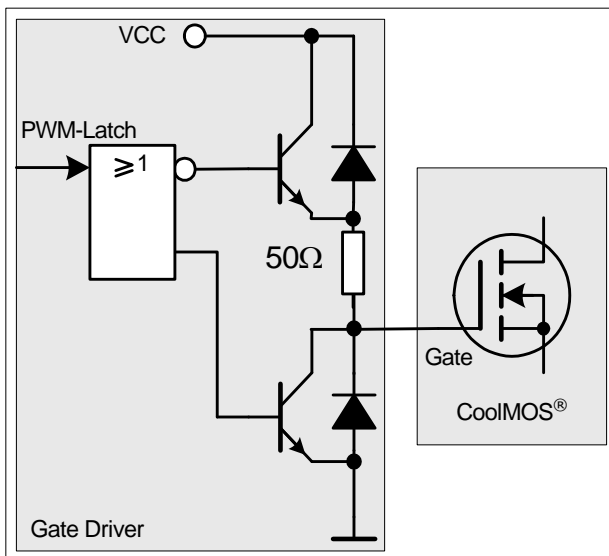 VCC
PWM-Latch
≥1
50Ω
Gate
CoolMOS®
Gate Driver